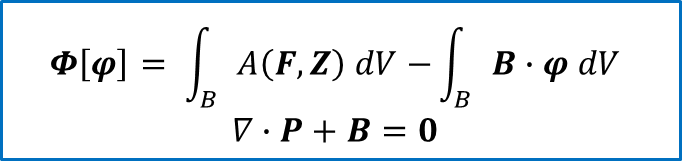 Φ[φ] = ∫_B A(F, Z) dV − ∫_B B · φ dV
∇ · P + B = 0